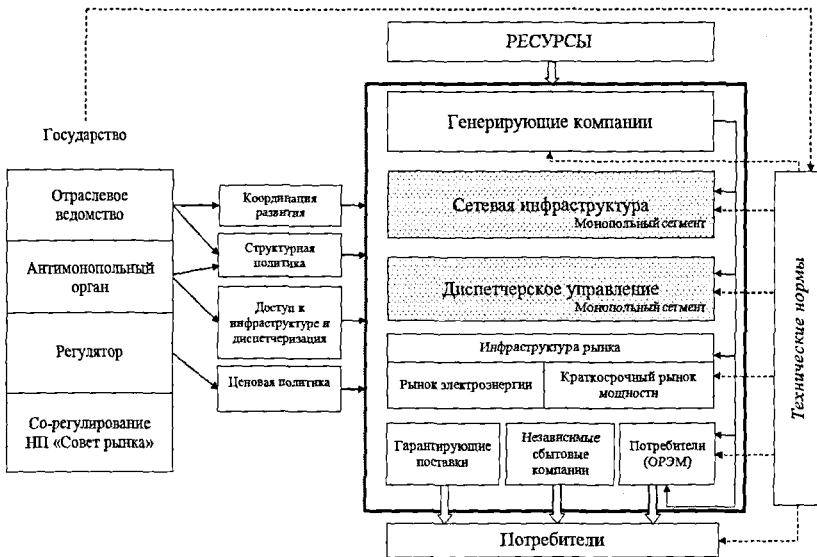 РЕСУРСЫ
Государство
Отраслевое
ведомство
Антимонопольный
орган
Регулятор
Со-регулирование
НП «Совет рынка»
Координация
развития
Структурная
политика
Доступ к
инфраструктуре и
диспетчеризация
Ценовая политика
Генерирующие компании
Сетевая инфраструктура
Монопольный сегмент
Диспетчерское управление
Монопольный сегмент
Инфраструктура рынка
Рынок электроэнергии
Краткосрочный рынок
мощности
Гарантирующие
поставки
Независимые
сбытовые
компании
Потребители
(ОРЭМ)
Потребители
Технические нормы